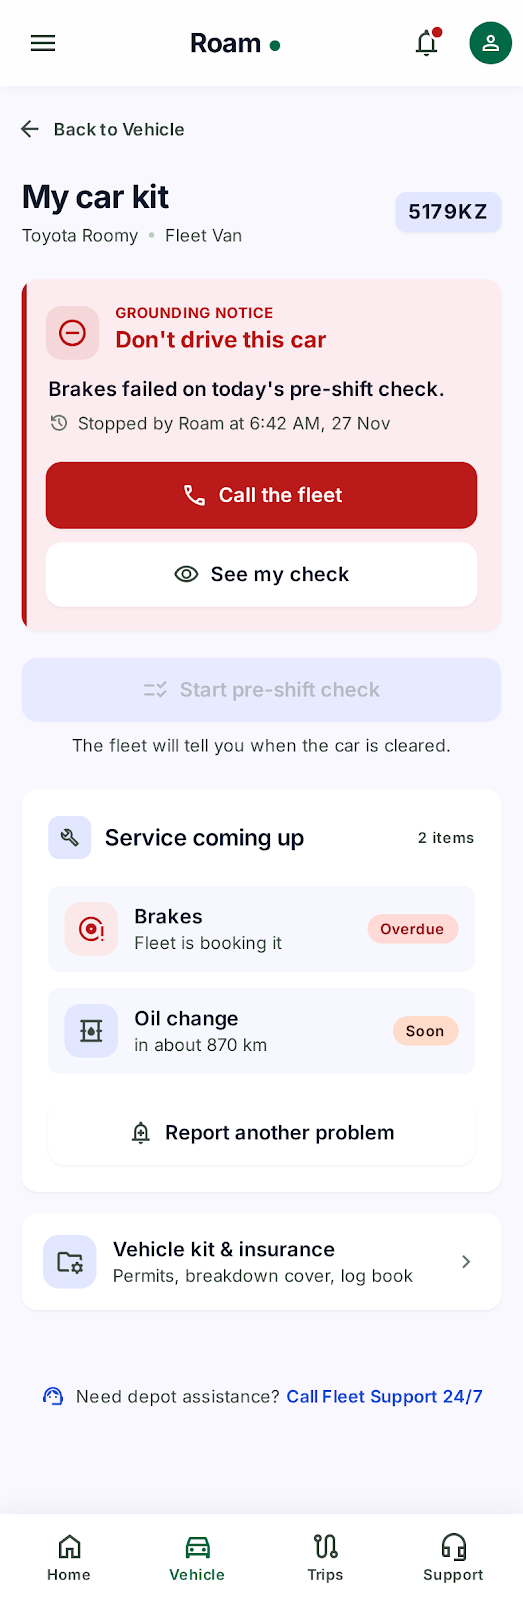 Roam
Back to Vehicle
My car kit
5179KZ
Toyota Roomy • Fleet Van
GROUNDING NOTICE
Don't drive this car
Brakes failed on today's pre-shift check.
Stopped by Roam at 6:42 AM, 27 Nov
Call the fleet
See my check
Start pre-shift check
The fleet will tell you when the car is cleared.
Service coming up
2 items
Brakes
Fleet is booking it
Overdue
Oil change
in about 870 km
Soon
Report another problem
Vehicle kit & insurance
Permits, breakdown cover, log book
Need depot assistance? Call Fleet Support 24/7
Home
Vehicle
Trips
Support